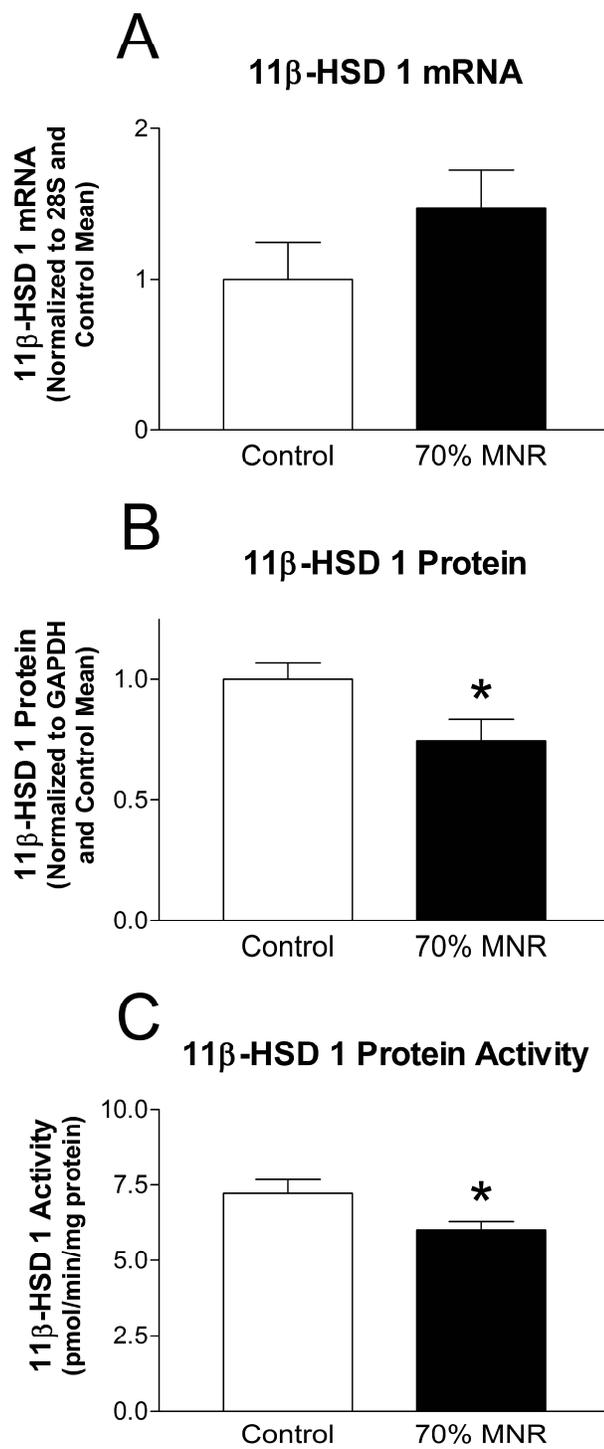 A
11β-HSD 1 mRNA
11β-HSD 1 mRNA
(Normalized to 28S and
Control Mean)
2
1
0
Control 70% MNR
B
11β-HSD 1 Protein
11β-HSD 1 Protein
(Normalized to GAPDH
and Control Mean)
1.0
0.5
0.0
*
Control 70% MNR
C
11β-HSD 1 Protein Activity
11β-HSD 1 Activity
(pmol/min/mg protein)
10.0
7.5
5.0
2.5
0.0
*
Control 70% MNR